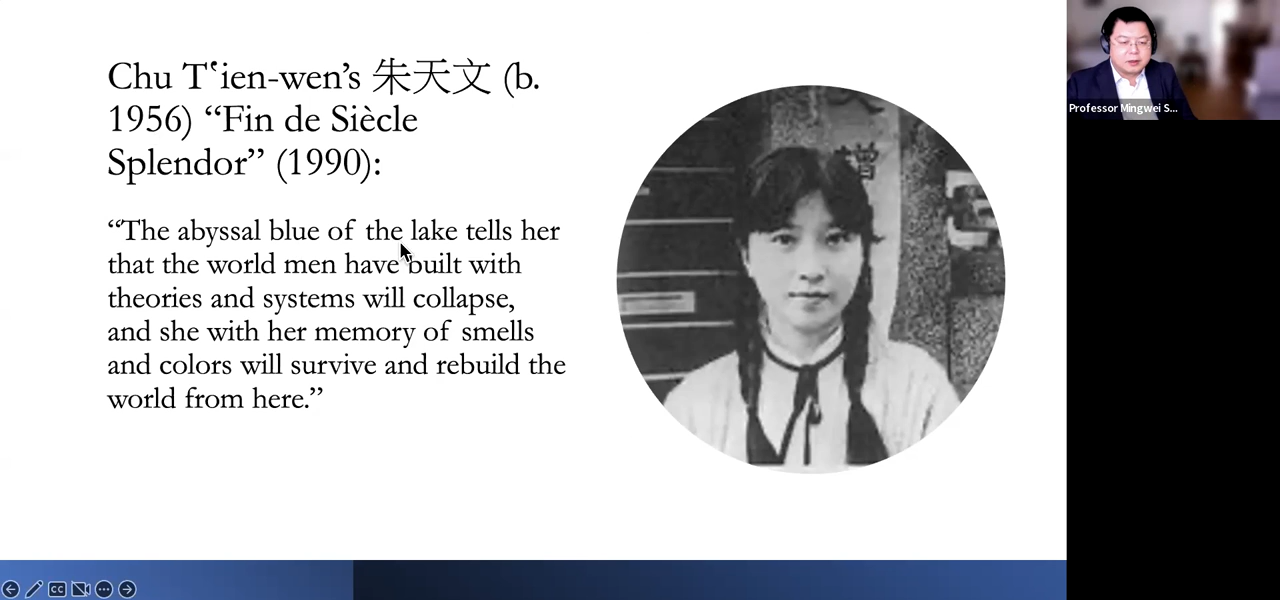 Chu Tʽien-wen’s 朱天文 (b.
1956) “Fin de Siècle
Splendor” (1990):
“The abyssal blue of the lake tells her
that the world men have built with
theories and systems will collapse,
and she with her memory of smells
and colors will survive and rebuild the
world from here.”
Professor Mingwei S...
CC